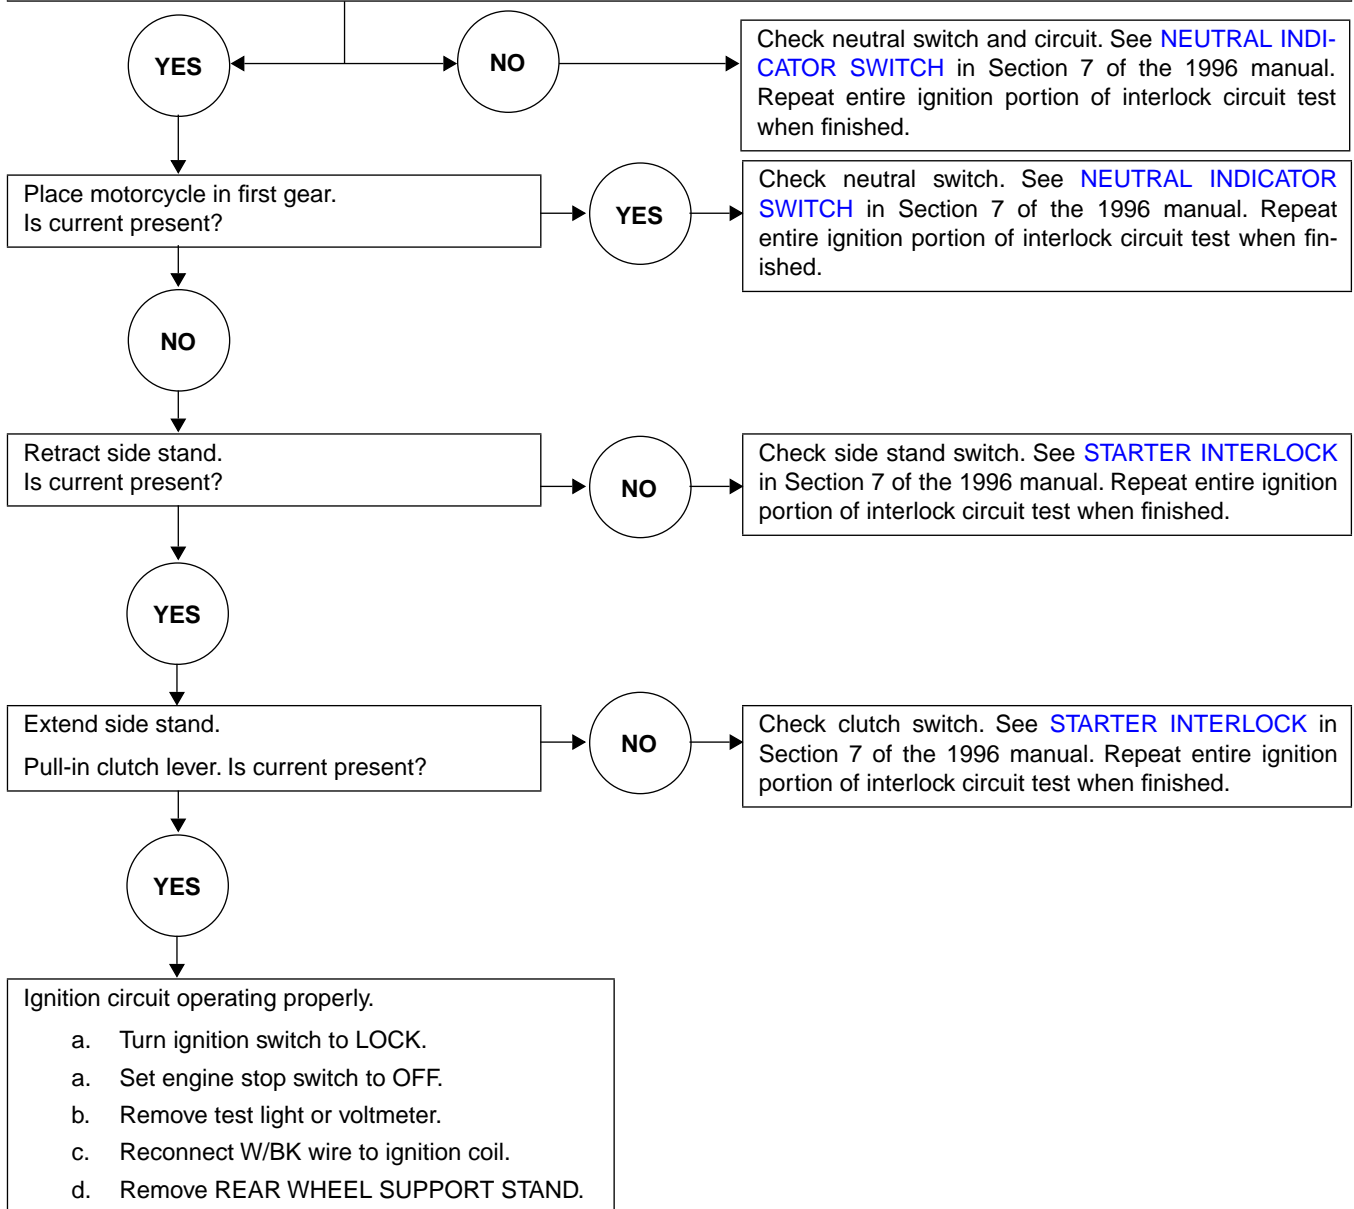 YES
NO
Check neutral switch and circuit. See NEUTRAL INDI-
CATOR SWITCH in Section 7 of the 1996 manual.
Repeat entire ignition portion of interlock circuit test
when finished.
Place motorcycle in first gear.
Is current present?
YES
Check neutral switch. See NEUTRAL INDICATOR
SWITCH in Section 7 of the 1996 manual. Repeat
entire ignition portion of interlock circuit test when fin-
ished.
NO
Retract side stand.
Is current present?
NO
Check side stand switch. See STARTER INTERLOCK
in Section 7 of the 1996 manual. Repeat entire ignition
portion of interlock circuit test when finished.
YES
Extend side stand.
Pull-in clutch lever. Is current present?
NO
Check clutch switch. See STARTER INTERLOCK in
Section 7 of the 1996 manual. Repeat entire ignition
portion of interlock circuit test when finished.
YES
Ignition circuit operating properly.
a. Turn ignition switch to LOCK.
a. Set engine stop switch to OFF.
b. Remove test light or voltmeter.
c. Reconnect W/BK wire to ignition coil.
d. Remove REAR WHEEL SUPPORT STAND.